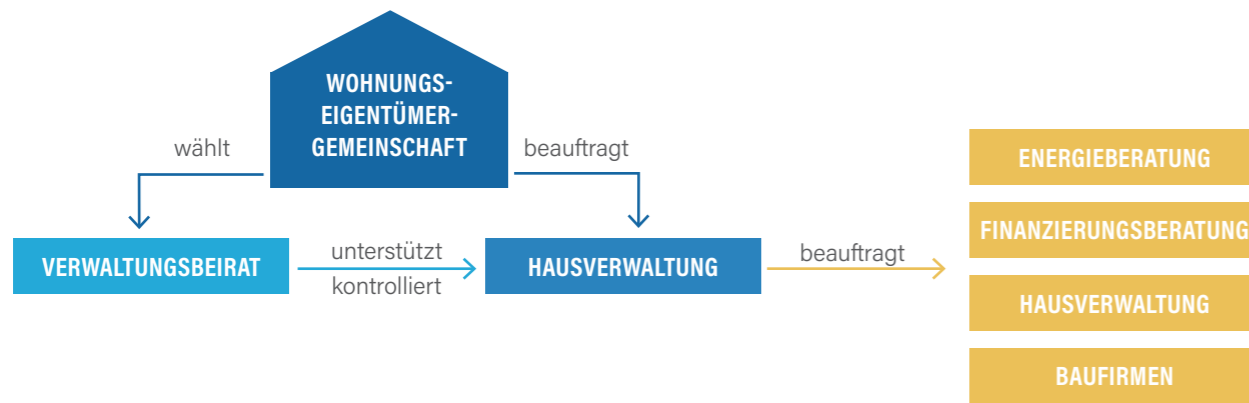 WOHNUNGS-
EIGENTÜMER-
GEMEINSCHAFT
wählt
beauftragt
VERWALTUNGSBEIRAT
unterstützt
kontrolliert
HAUSVERWALTUNG
beauftragt
ENERGIEBERATUNG
FINANZIERUNGSBERATUNG
HAUSVERWALTUNG
BAUFIRMEN